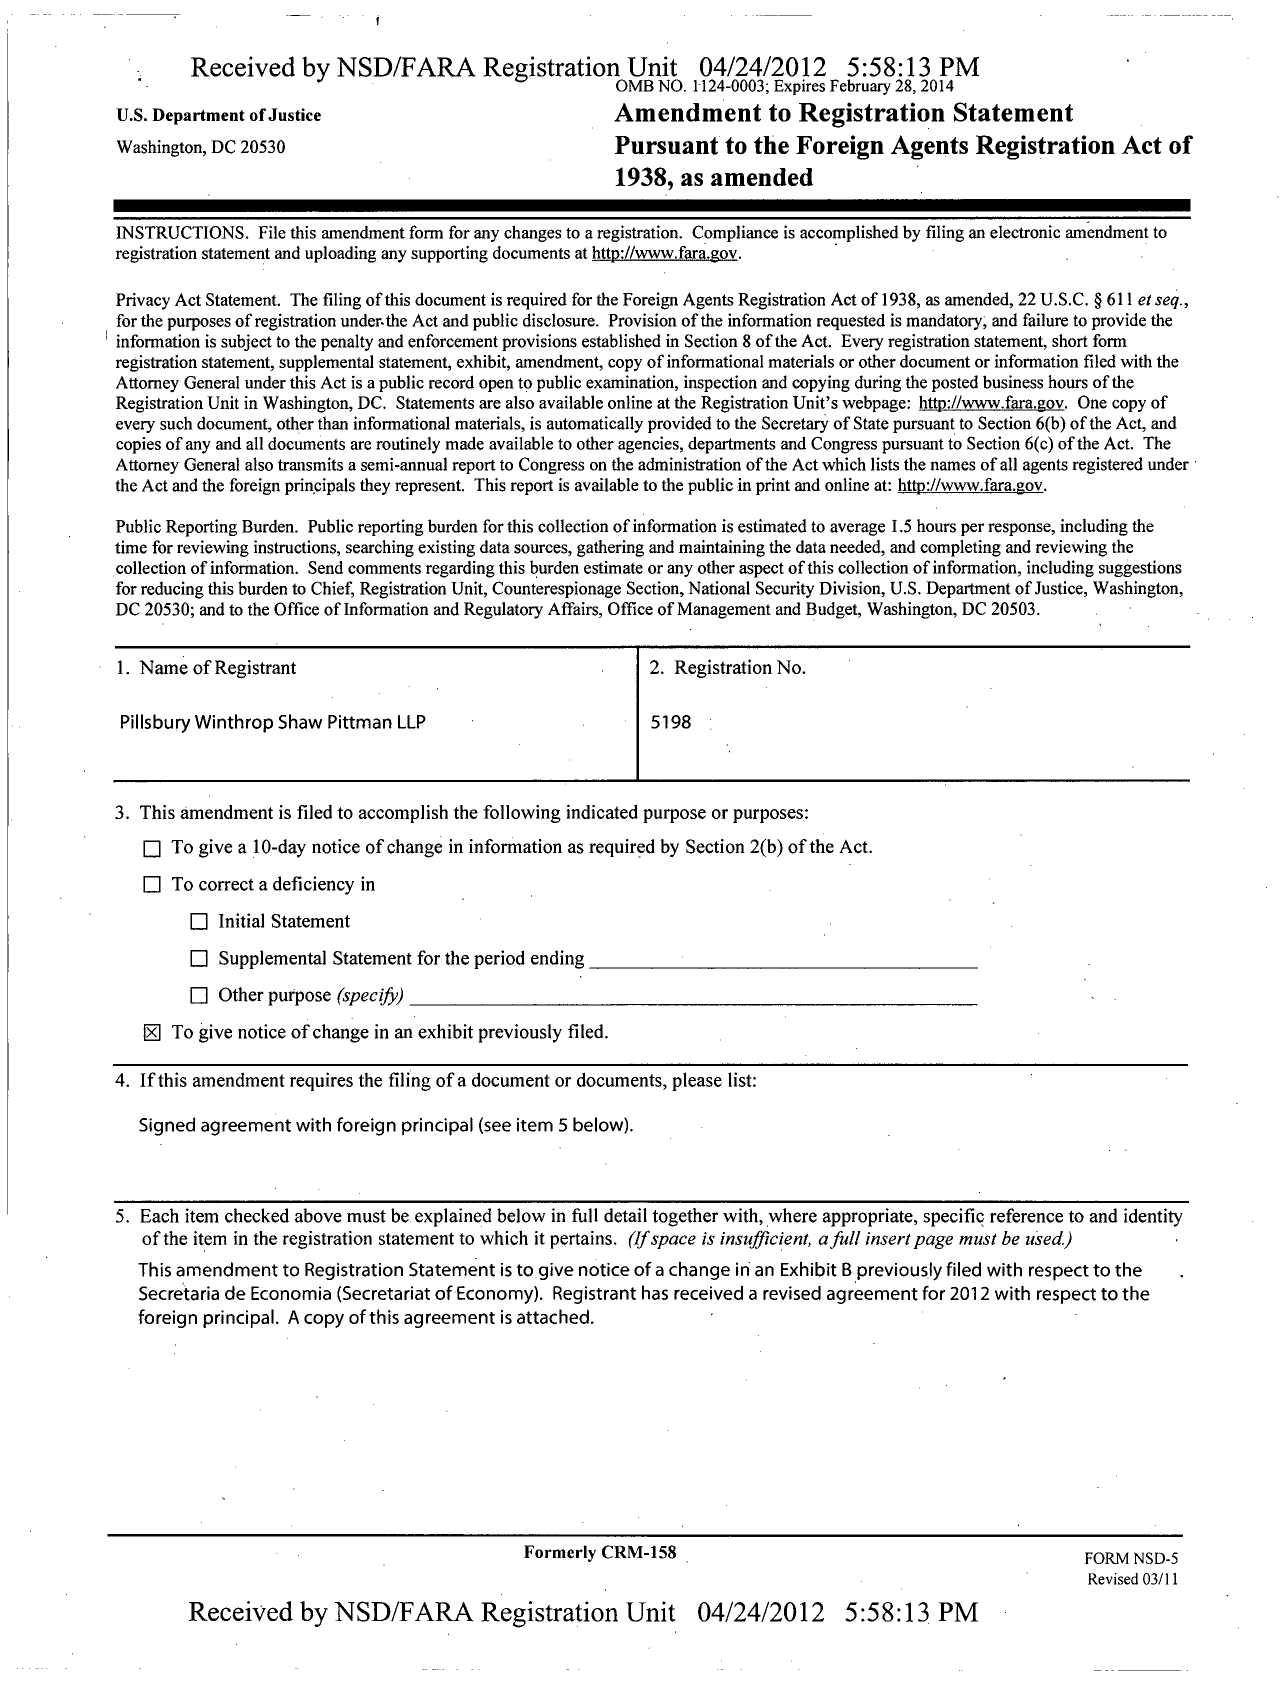 Received by NSD/FARA Registration Unit 04/24/2012 5:58:13 PM
OMB NO. 1124-0003; Expires February 28, 2014
U.S. Department of Justice
Washington, DC 20530
Amendment to Registration Statement
Pursuant to the Foreign Agents Registration Act of
1938, as amended
INSTRUCTIONS. File this amendment form for any changes to a registration. Compliance is accomplished by filing an electronic amendment to
registration statement and uploading any supporting documents at http://www.fara.gov.
Privacy Act Statement. The filing of this document is required for the Foreign Agents Registration Act of 1938, as amended, 22 U.S.C. § 611 et seq.,
for the purposes of registration under the Act and public disclosure. Provision of the information requested is mandatory, and failure to provide the
information is subject to the penalty and enforcement provisions established in Section 8 of the Act. Every registration statement, short form
registration statement, supplemental statement, exhibit, amendment, copy of informational materials or other document or information filed with the
Attorney General under this Act is a public record open to public examination, inspection and copying during the posted business hours of the
Registration Unit in Washington, DC. Statements are also available online at the Registration Unit's webpage: http://www.fara.gov. One copy of
every such document, other than informational materials, is automatically provided to the Secretary of State pursuant to Section 6(b) of the Act, and
copies of any and all documents are routinely made available to other agencies, departments and Congress pursuant to Section 6(c) of the Act. The
Attorney General also transmits a semi-annual report to Congress on the administration of the Act which lists the names of all agents registered under
the Act and the foreign principals they represent. This report is available to the public in print and online at: http://www.fara.gov.
Public Reporting Burden. Public reporting burden for this collection of information is estimated to average 1.5 hours per response, including the
time for reviewing instructions, searching existing data sources, gathering and maintaining the data needed, and completing and reviewing the
collection of information. Send comments regarding this burden estimate or any other aspect of this collection of information, including suggestions
for reducing this burden to Chief, Registration Unit, Counterespionage Section, National Security Division, U.S. Department of Justice, Washington,
DC 20530; and to the Office of Information and Regulatory Affairs, Office of Management and Budget, Washington, DC 20503.
1. Name of Registrant
Pillsbury Winthrop Shaw Pittman LLP
2. Registration No.
5198
3. This amendment is filed to accomplish the following indicated purpose or purposes:
☐ To give a 10-day notice of change in information as required by Section 2(b) of the Act.
☐ To correct a deficiency in
☐ Initial Statement
☐ Supplemental Statement for the period ending
☐ Other purpose (specify)
☒ To give notice of change in an exhibit previously filed.
4. If this amendment requires the filing of a document or documents, please list:
Signed agreement with foreign principal (see item 5 below).
5. Each item checked above must be explained below in full detail together with, where appropriate, specific reference to and identity
of the item in the registration statement to which it pertains. (If space is insufficient, a full insert page must be used.)
This amendment to Registration Statement is to give notice of a change in an Exhibit B previously filed with respect to the
Secretaria de Economia (Secretariat of Economy). Registrant has received a revised agreement for 2012 with respect to the
foreign principal. A copy of this agreement is attached.
Formerly CRM-158
FORM NSD-5
Revised 03/11
Received by NSD/FARA Registration Unit 04/24/2012 5:58:13 PM